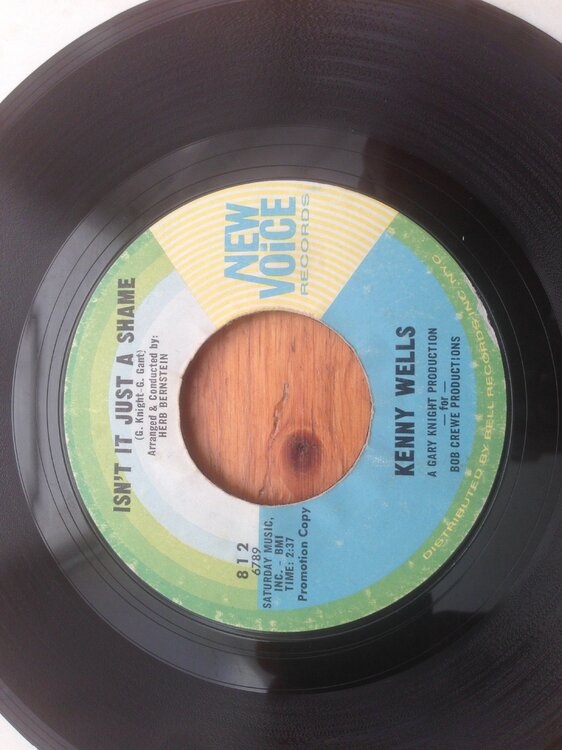 NEW
VOiCE
RECORDS
ISN'T IT JUST A SHAME
(G. Knight-G. Gant)
Arranged & Conducted by:
HERB BERNSTEIN
812
6789
SATURDAY MUSIC,
INC. - BMI
TIME: 2:37
Promotion Copy
KENNY WELLS
A GARY KNIGHT PRODUCTION
— for —
BOB CREWE PRODUCTIONS
DISTRIBUTED BY BELL RECORDS, INC., NYC